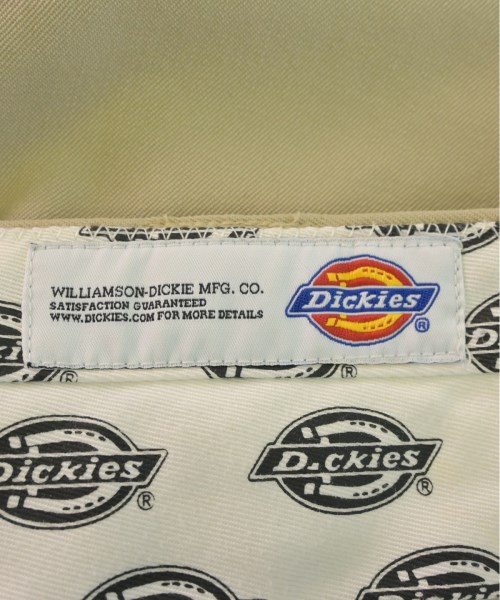 WILLIAMSON-DICKIE MFG. CO.
SATISFACTION GUARANTEED
WWW.DICKIES.COM FOR MORE DETAILS
Dickies ®
®
Dickies ®
D.ckies ®